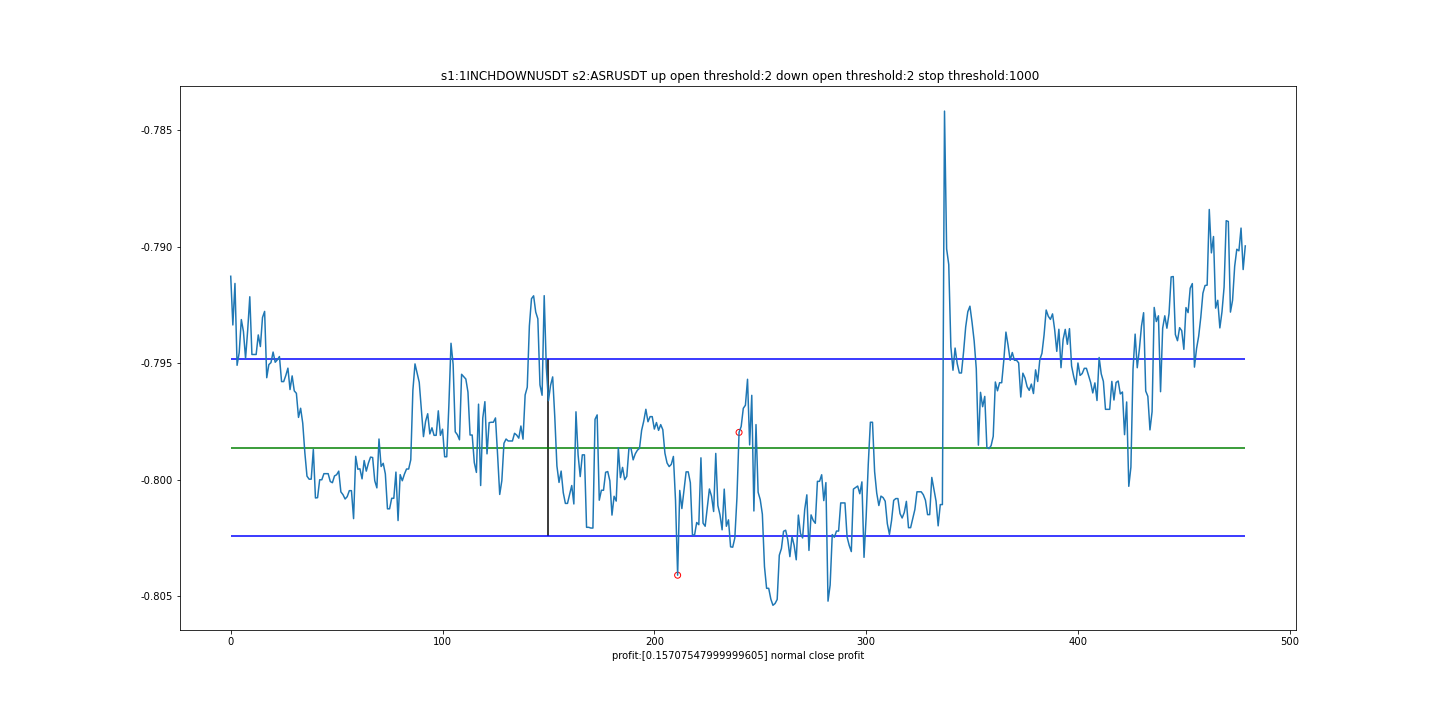 s1:1INCHDOWNUSDT s2:ASRUSDT up open threshold:2 down open threshold:2 stop threshold:1000
-0.785
-0.790
-0.795
-0.800
-0.805
0 100 200 300 400 500
profit:[0.15707547999999605] normal close profit